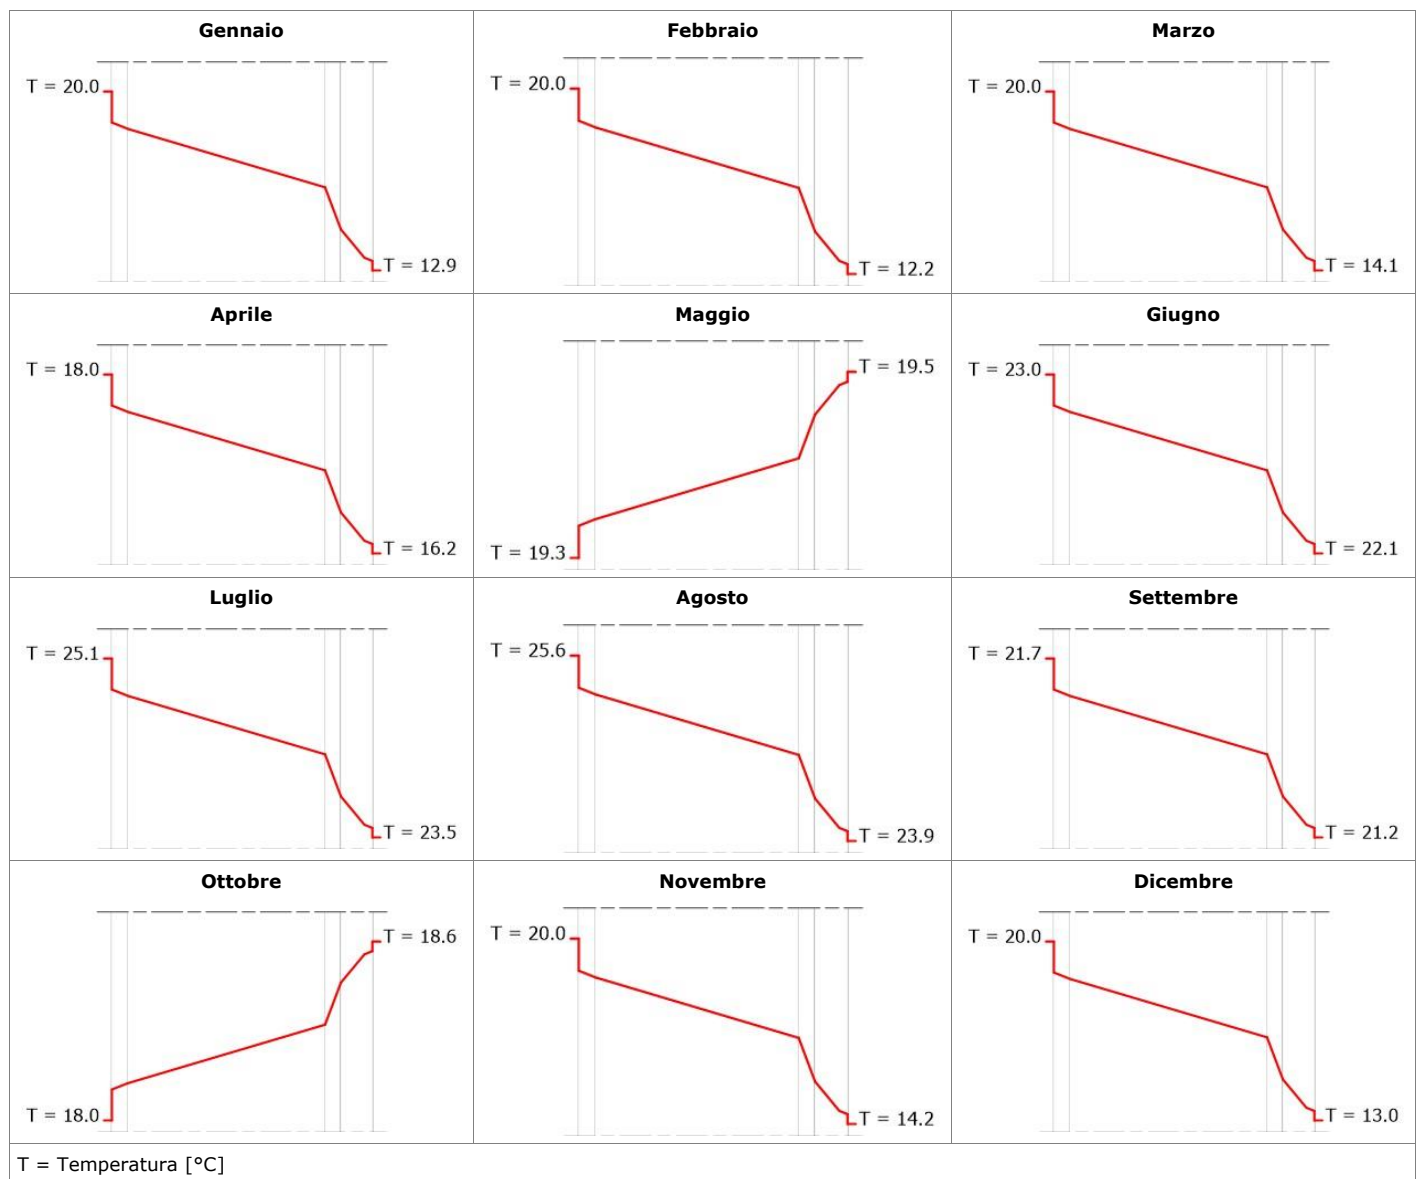 Gennaio
T = 20.0
T = 12.9
Febbraio
T = 20.0
T = 12.2
Marzo
T = 20.0
T = 14.1
Aprile
T = 18.0
T = 16.2
Maggio
T = 19.5
T = 19.3
Giugno
T = 23.0
T = 22.1
Luglio
T = 25.1
T = 23.5
Agosto
T = 25.6
T = 23.9
Settembre
T = 21.7
T = 21.2
Ottobre
T = 18.6
T = 18.0
Novembre
T = 20.0
T = 14.2
Dicembre
T = 20.0
T = 13.0
T = Temperatura [°C]